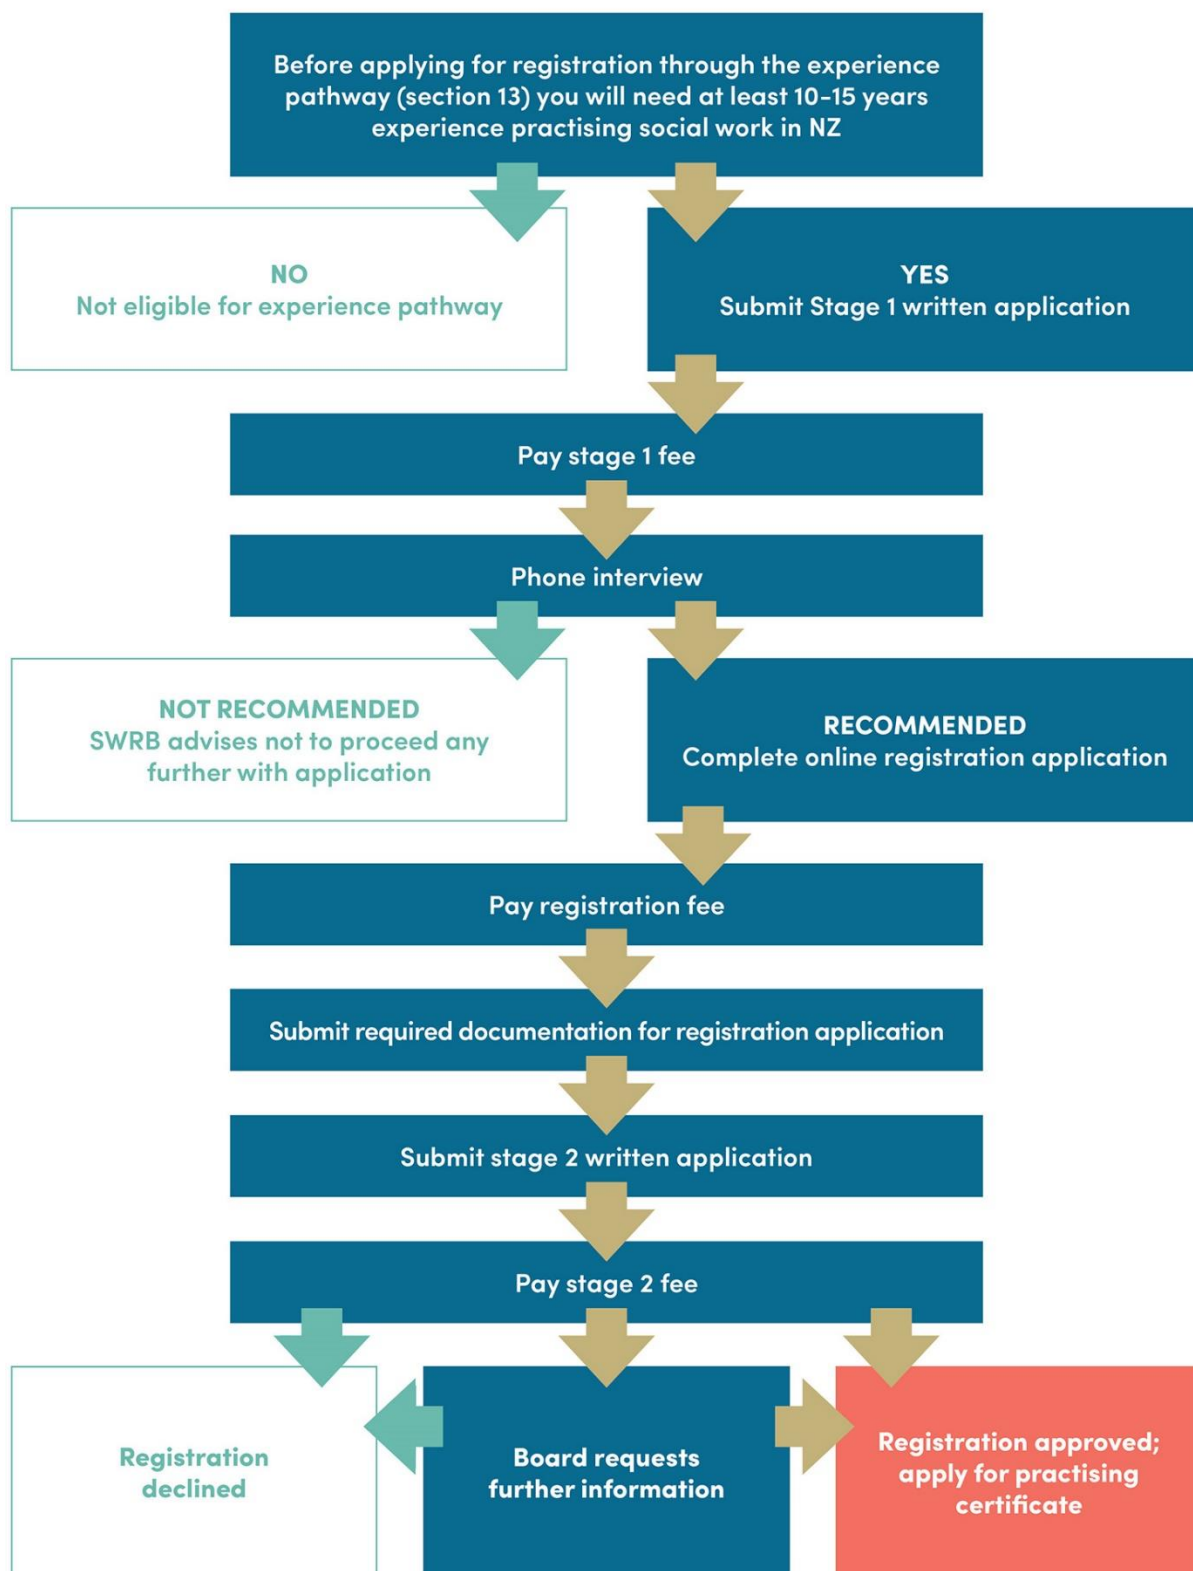 Before applying for registration through the experience
pathway (section 13) you will need at least 10-15 years
experience practising social work in NZ
NO
Not eligible for experience pathway
YES
Submit Stage 1 written application
Pay stage 1 fee
Phone interview
NOT RECOMMENDED
SWRB advises not to proceed any
further with application
RECOMMENDED
Complete online registration application
Pay registration fee
Submit required documentation for registration application
Submit stage 2 written application
Pay stage 2 fee
Registration
declined
Board requests
further information
Registration approved;
apply for practising
certificate